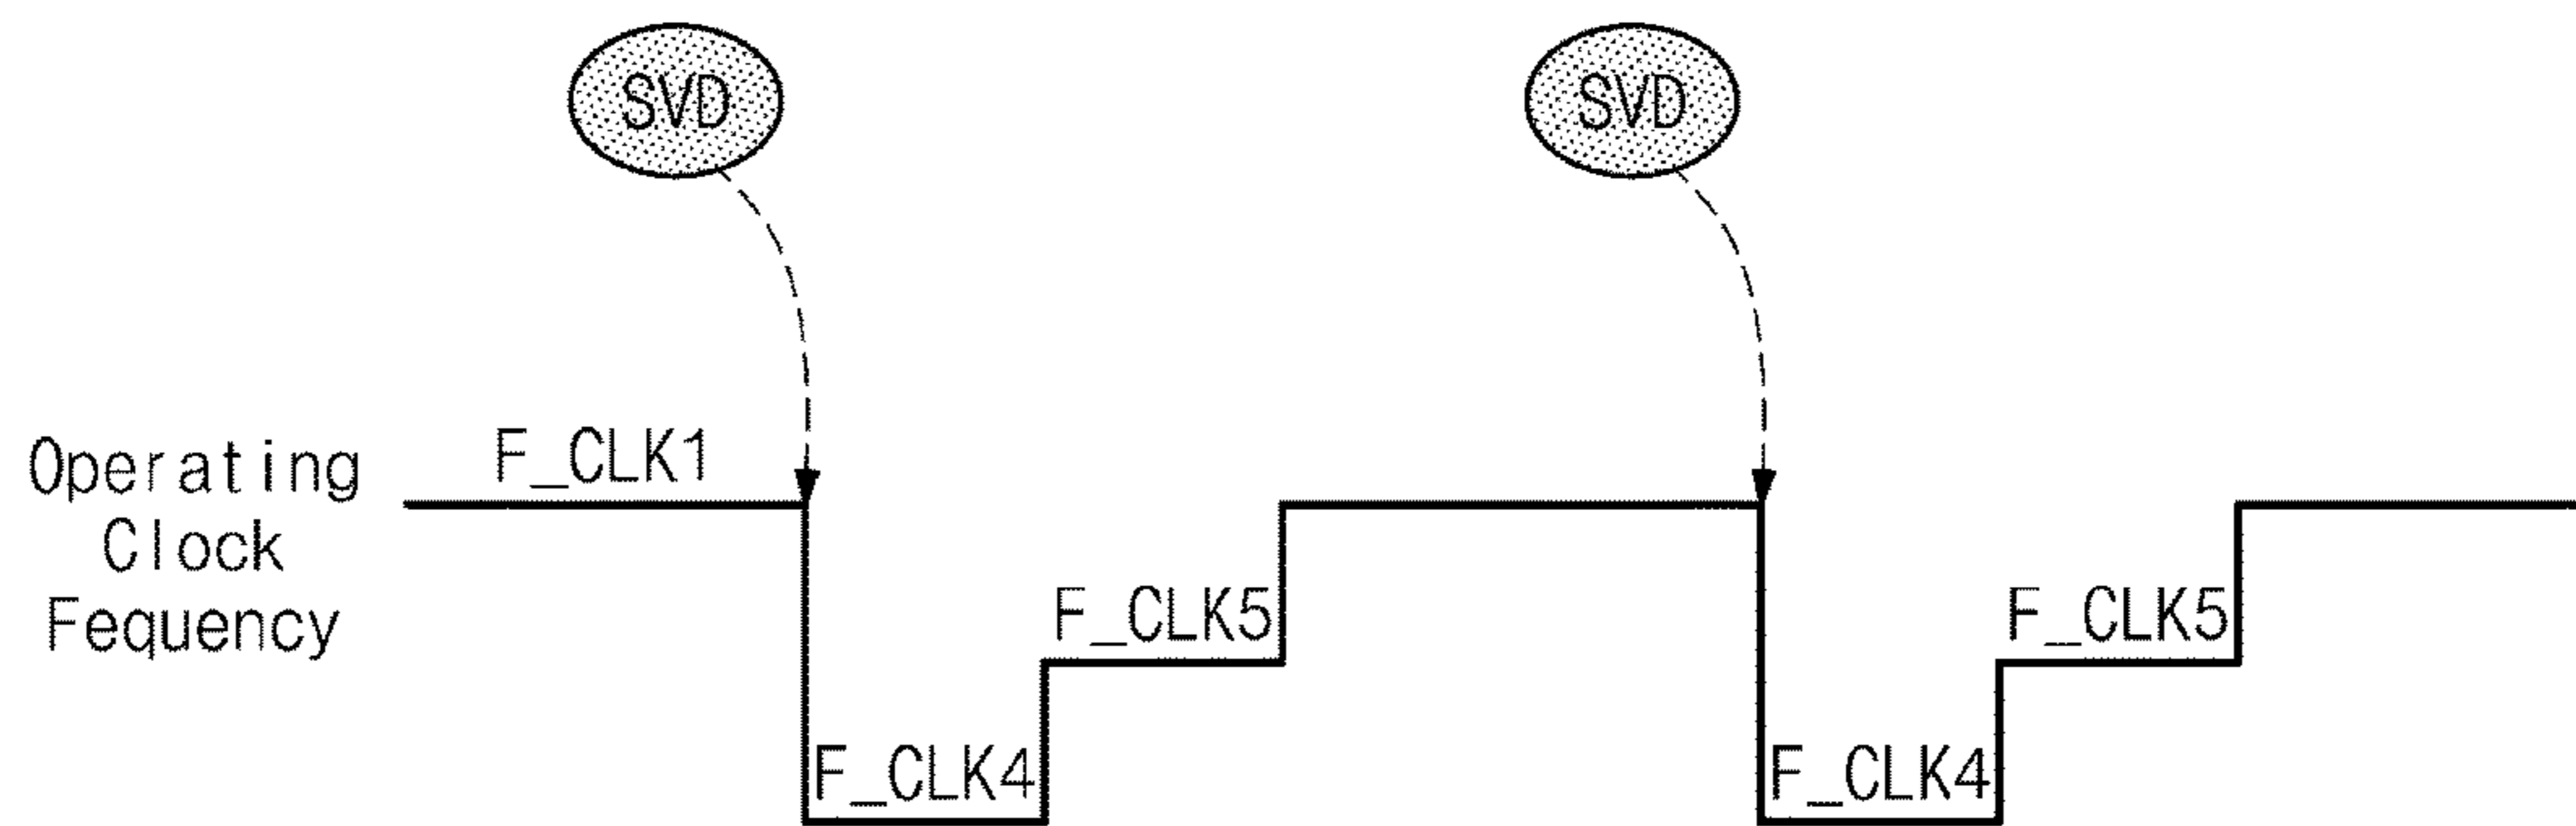 SVD
SVD
Operating
Clock
Fequency
F_CLK1
F_CLK5
F_CLK4
F_CLK5
F_CLK4